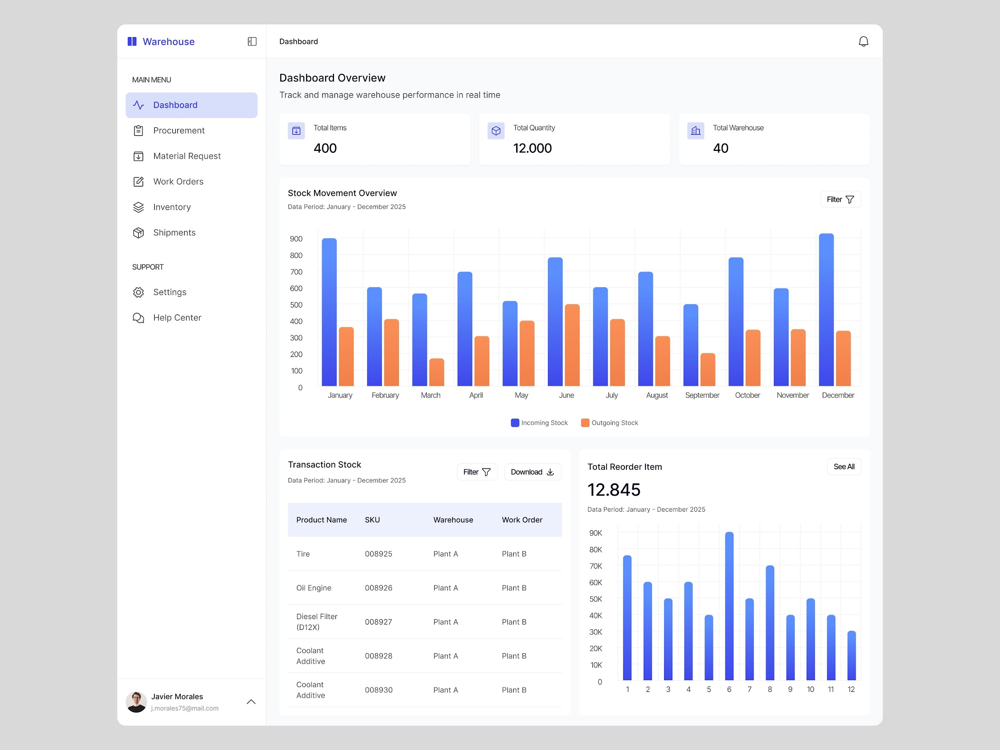 Warehouse
MAIN MENU
Dashboard
Procurement
Material Request
Work Orders
Inventory
Shipments
SUPPORT
Settings
Help Center
Javier Morales
j.morales75@mail.com
Dashboard
Dashboard Overview
Track and manage warehouse performance in real time
Total Items
400
Total Quantity
12.000
Total Warehouse
40
Stock Movement Overview
Data Period: January - December 2025
Filter
900
800
700
600
500
400
300
200
100
0
January February March April May June July August September October November December
Incoming Stock Outgoing Stock
Transaction Stock
Data Period: January - December 2025
Filter
Download
Product Name SKU Warehouse Work Order
Tire 008925 Plant A Plant B
Oil Engine 008926 Plant A Plant B
Diesel Filter
(D12X) 008927 Plant A Plant B
Coolant
Additive 008928 Plant A Plant B
Coolant
Additive 008930 Plant A Plant B
Total Reorder Item
See All
12.845
Data Period: January - December 2025
90K
80K
70K
60K
50K
40K
30K
20K
10K
0
1 2 3 4 5 6 7 8 9 10 11 12